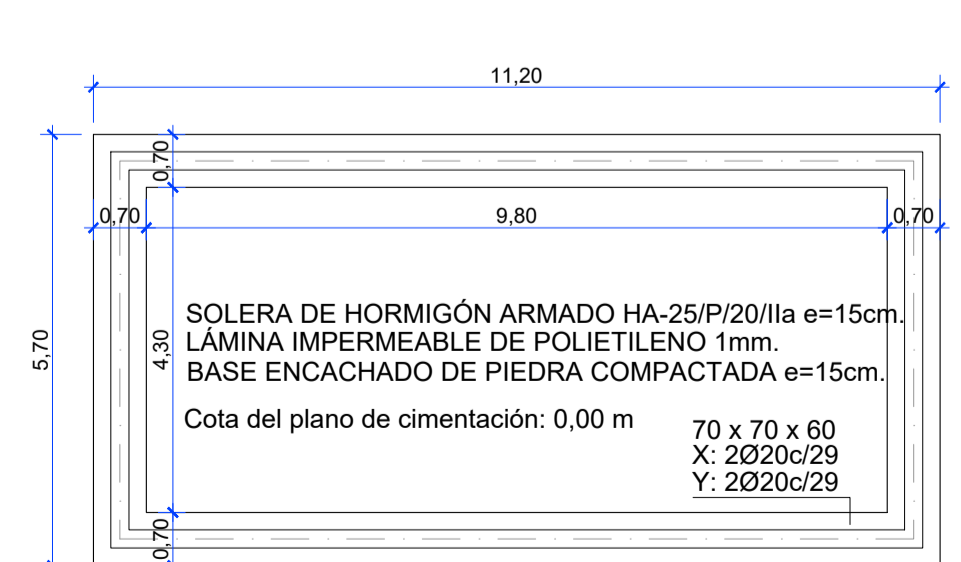 11,20
0,70
0,70
9,80
0,70
5,70
4,30
SOLERA DE HORMIGÓN ARMADO HA-25/P/20/IIa e=15cm.
LÁMINA IMPERMEABLE DE POLIETILENO 1mm.
BASE ENCACHADO DE PIEDRA COMPACTADA e=15cm.
Cota del plano de cimentación: 0,00 m
70 x 70 x 60
X: 2Ø20c/29
Y: 2Ø20c/29
0,70